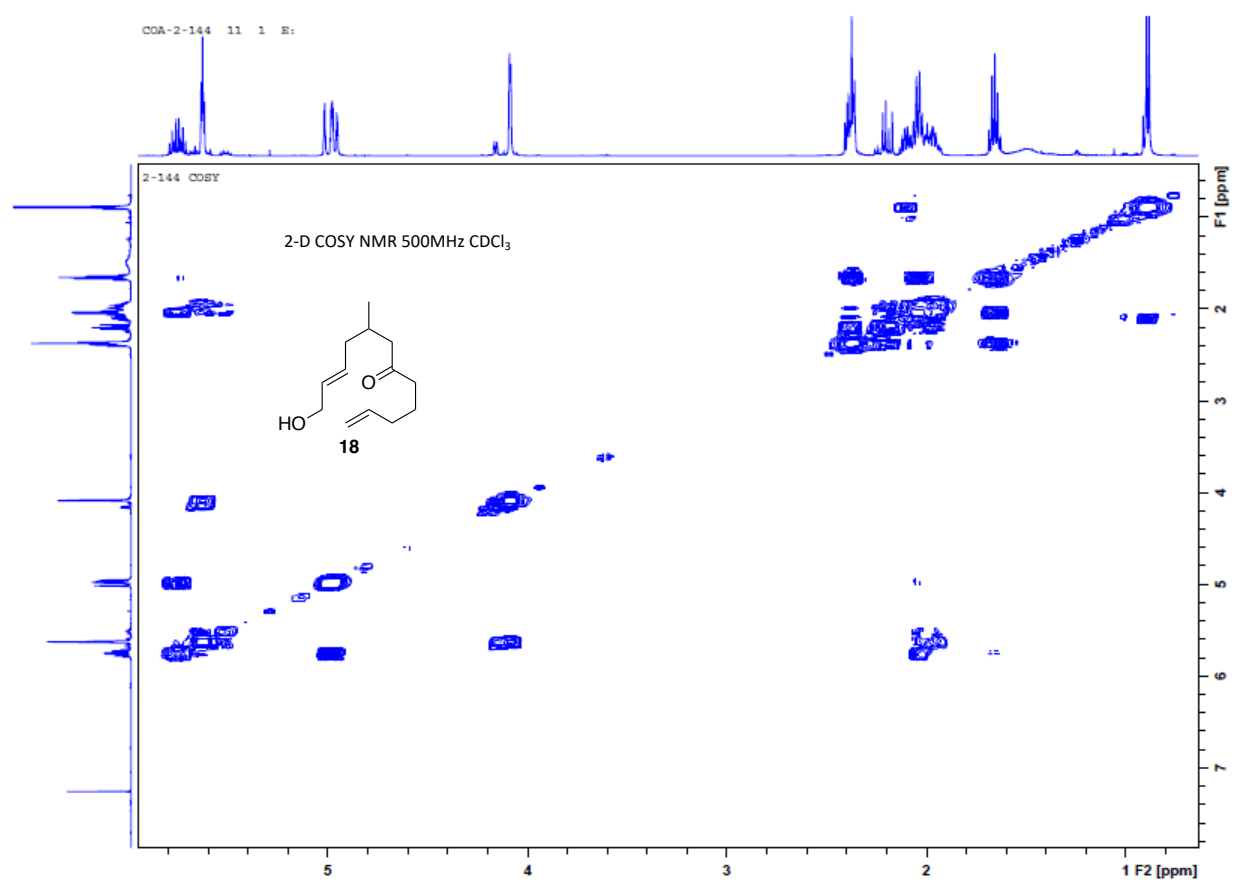 COA-2-144 11 1 E:
2-144 COSY
2-D COSY NMR 500MHz CDCl₃
O
HO
18
F1 [ppm]
2
3
4
5
6
7
5 4 3 2 1 F2 [ppm]